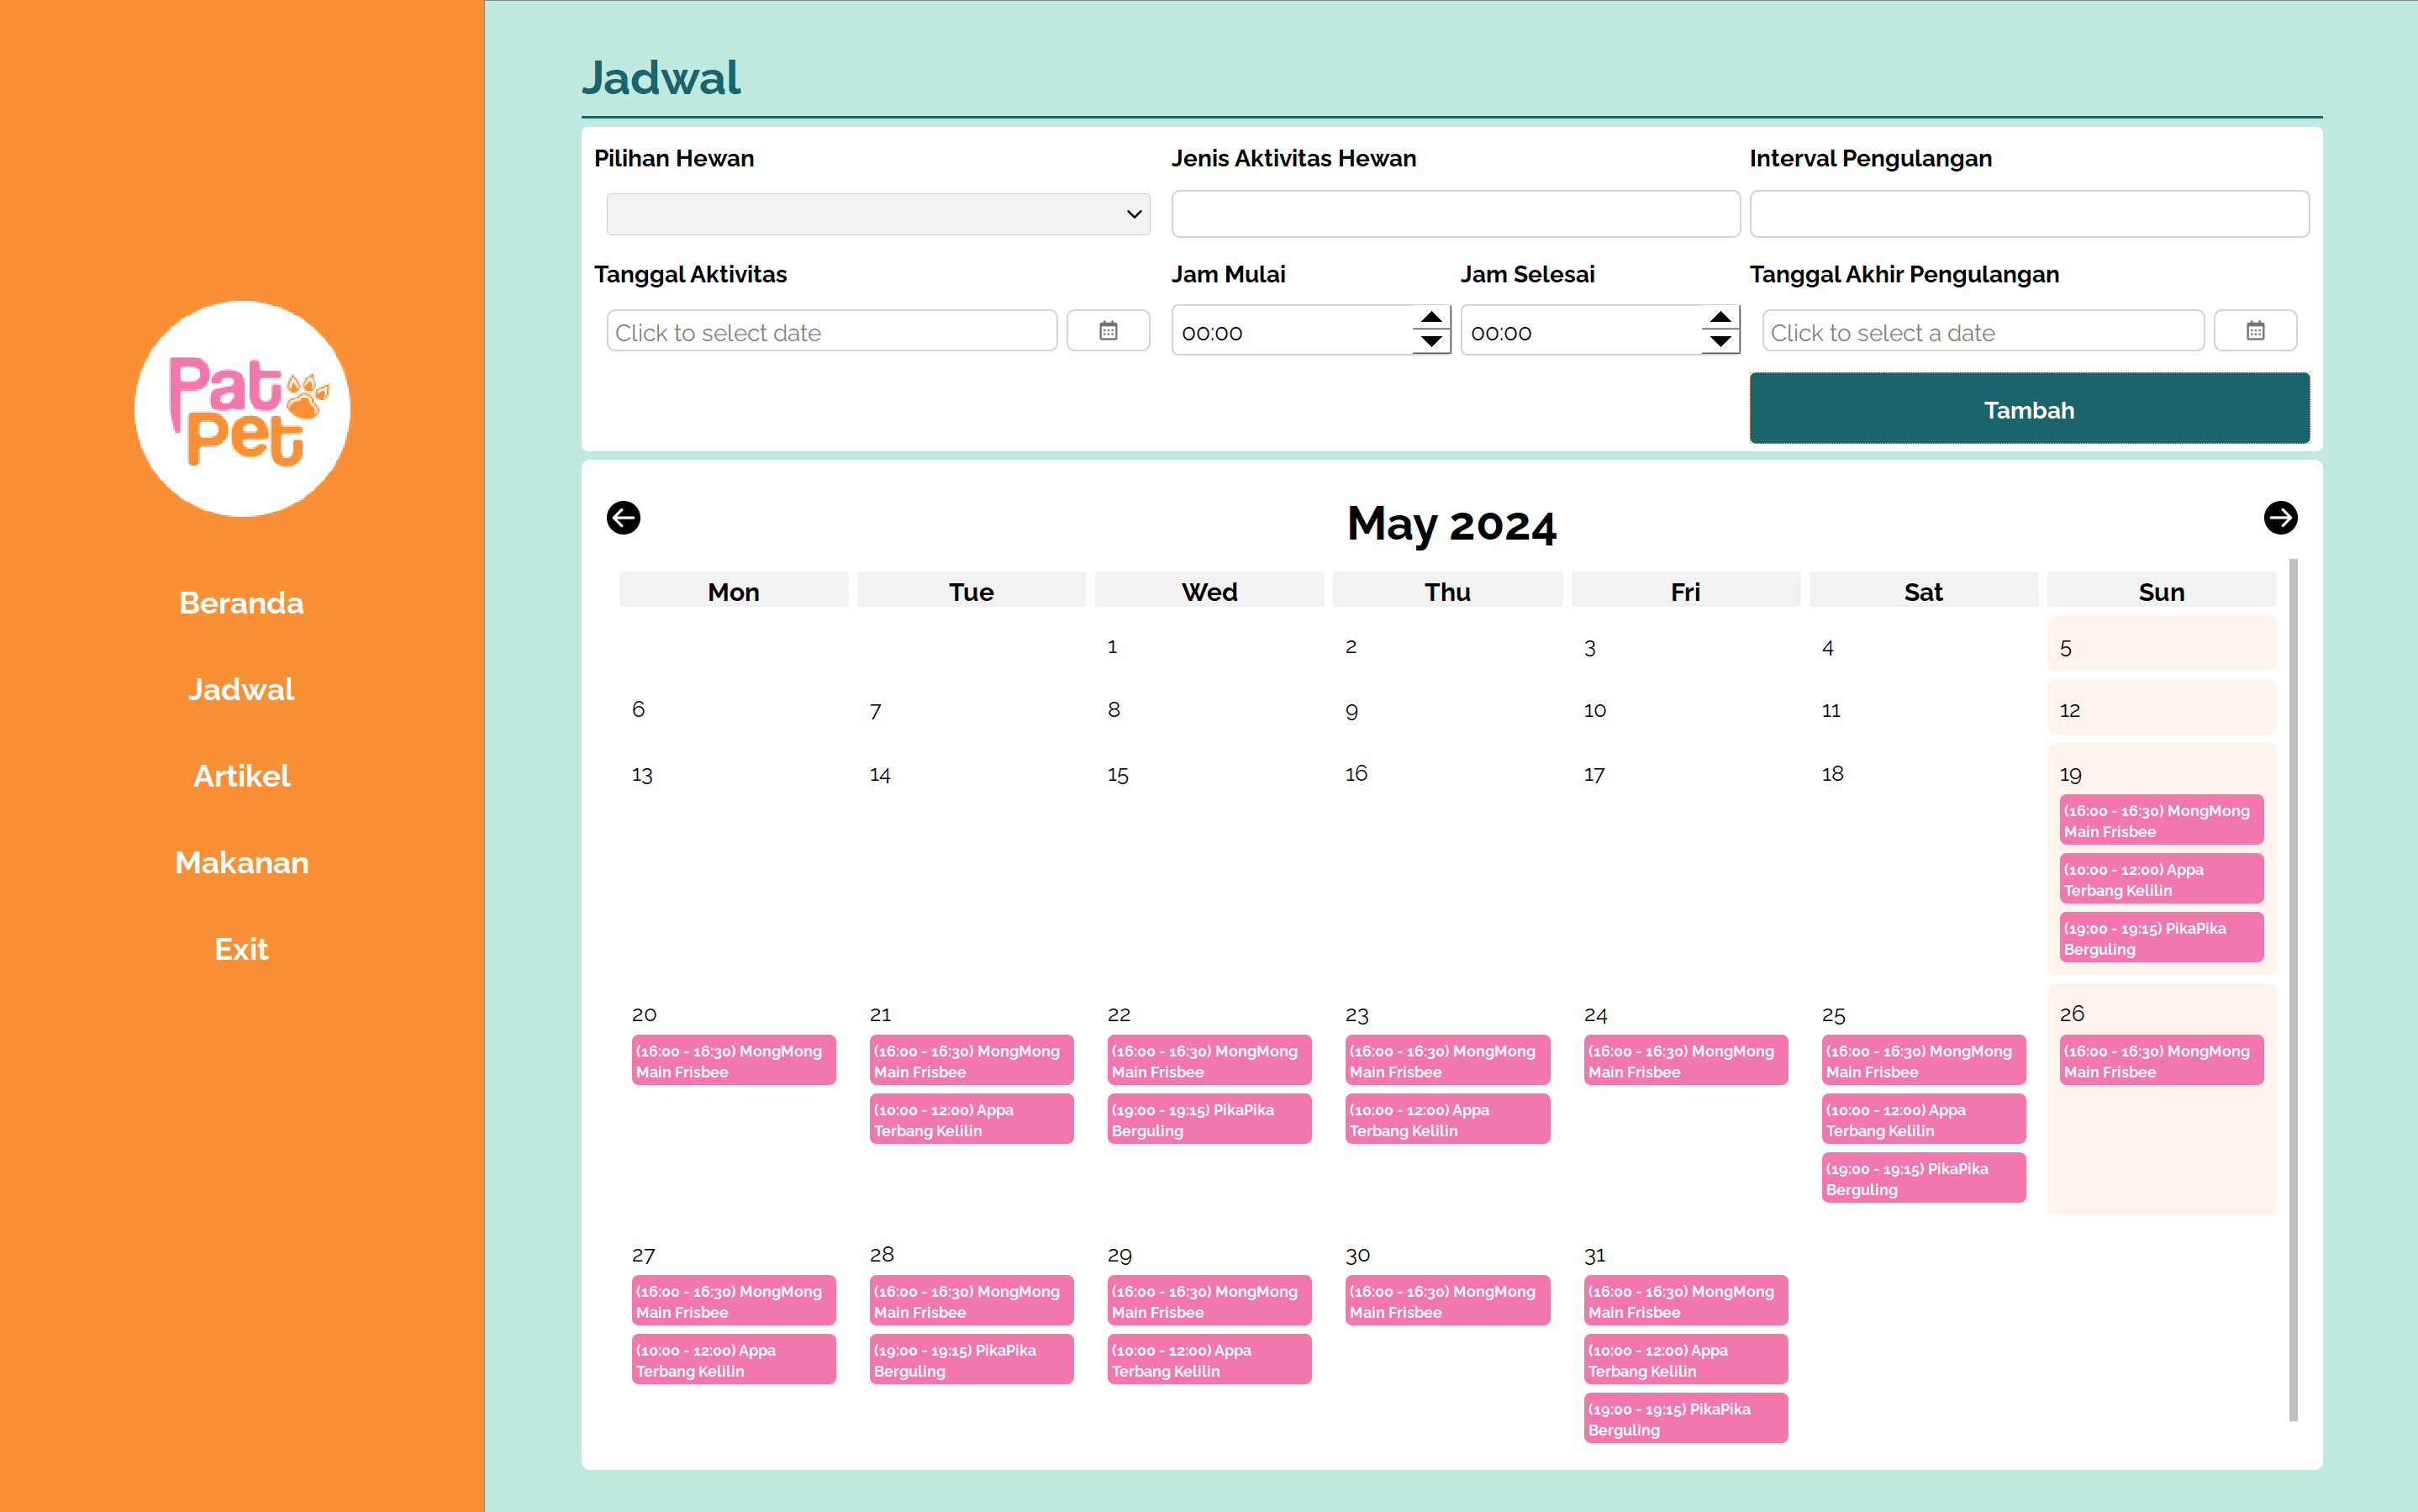 Pat
Pet
Beranda
Jadwal
Artikel
Makanan
Exit
Jadwal
Pilihan Hewan
Jenis Aktivitas Hewan
Interval Pengulangan
Tanggal Aktivitas
Jam Mulai
Jam Selesai
Tanggal Akhir Pengulangan
Click to select date
00:00
00:00
Click to select a date
Tambah
May 2024
Mon Tue Wed Thu Fri Sat Sun
1 2 3 4 5
6 7 8 9 10 11 12
13 14 15 16 17 18 19
(16:00 - 16:30) MongMong
Main Frisbee
(10:00 - 12:00) Appa
Terbang Kelilin
(19:00 - 19:15) PikaPika
Berguling
20
(16:00 - 16:30) MongMong
Main Frisbee
21
(16:00 - 16:30) MongMong
Main Frisbee
(10:00 - 12:00) Appa
Terbang Kelilin
22
(16:00 - 16:30) MongMong
Main Frisbee
(19:00 - 19:15) PikaPika
Berguling
23
(16:00 - 16:30) MongMong
Main Frisbee
(10:00 - 12:00) Appa
Terbang Kelilin
24
(16:00 - 16:30) MongMong
Main Frisbee
25
(16:00 - 16:30) MongMong
Main Frisbee
(10:00 - 12:00) Appa
Terbang Kelilin
(19:00 - 19:15) PikaPika
Berguling
26
(16:00 - 16:30) MongMong
Main Frisbee
27
(16:00 - 16:30) MongMong
Main Frisbee
(10:00 - 12:00) Appa
Terbang Kelilin
28
(16:00 - 16:30) MongMong
Main Frisbee
(19:00 - 19:15) PikaPika
Berguling
29
(16:00 - 16:30) MongMong
Main Frisbee
(10:00 - 12:00) Appa
Terbang Kelilin
30
(16:00 - 16:30) MongMong
Main Frisbee
31
(16:00 - 16:30) MongMong
Main Frisbee
(10:00 - 12:00) Appa
Terbang Kelilin
(19:00 - 19:15) PikaPika
Berguling